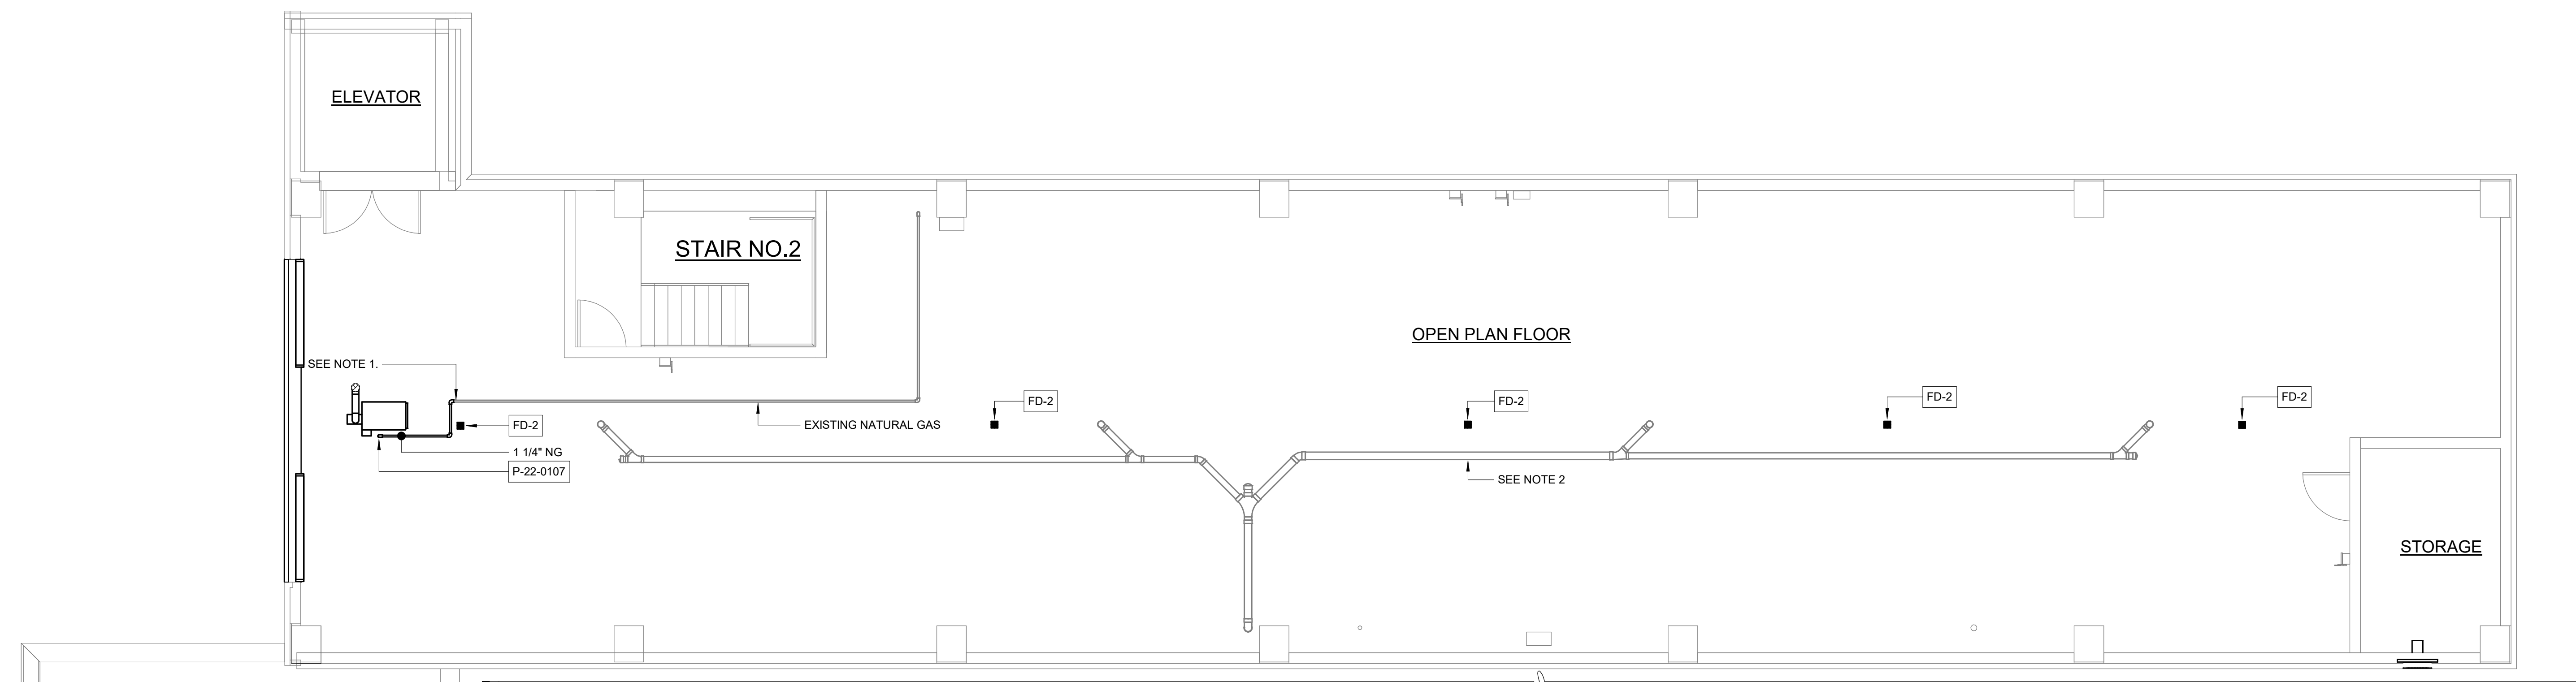 ELEVATOR
STAIR NO.2
OPEN PLAN FLOOR
SEE NOTE 1.
FD-2
FD-2
FD-2
FD-2
FD-2
EXISTING NATURAL GAS
1 1/4" NG
P-22-0107
SEE NOTE 2
STORAGE